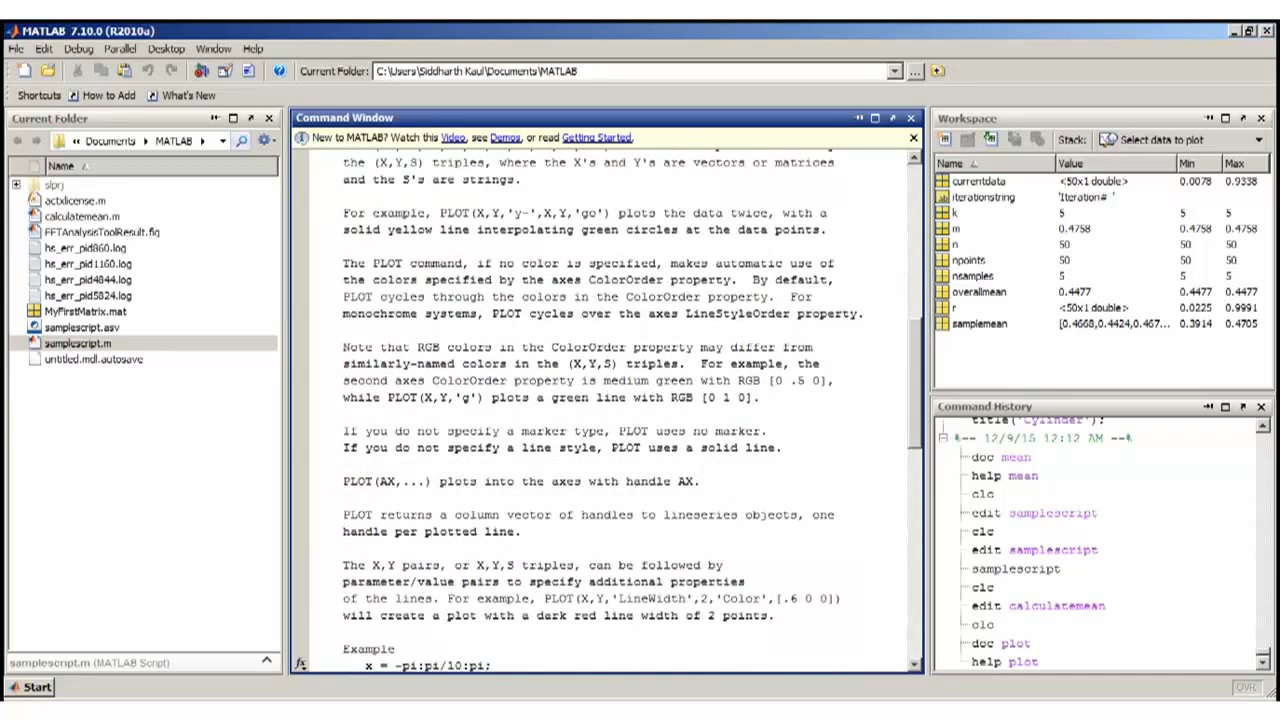 MATLAB 7.10.0 (R2010a)
File Edit Debug Parallel Desktop Window Help
Current Folder: C:\Users\Siddharth Kaul\Documents\MATLAB
Shortcuts How to Add What's New
Current Folder
« Documents MATLAB
Name
slprj
actxlicense.m
calculatemean.m
FFTAnalysisToolResult.fig
hs_err_pid860.log
hs_err_pid1160.log
hs_err_pid4844.log
hs_err_pid5824.log
MyFirstMatrix.mat
samplescript.asv
samplescript.m
untitled.mdl.autosave
samplescript.m (MATLAB Script)
Start
Command Window
New to MATLAB? Watch this Video, see Demos, or read Getting Started.
the (X,Y,S) triples, where the X's and Y's are vectors or matrices
and the S's are strings.
For example, PLOT(X,Y,'y-',X,Y,'go') plots the data twice, with a
solid yellow line interpolating green circles at the data points.
The PLOT command, if no color is specified, makes automatic use of
the colors specified by the axes ColorOrder property. By default,
PLOT cycles through the colors in the ColorOrder property. For
monochrome systems, PLOT cycles over the axes LineStyleOrder property.
Note that RGB colors in the ColorOrder property may differ from
similarly-named colors in the (X,Y,S) triples. For example, the
second axes ColorOrder property is medium green with RGB [0 .5 0],
while PLOT(X,Y,'g') plots a green line with RGB [0 1 0].
If you do not specify a marker type, PLOT uses no marker.
If you do not specify a line style, PLOT uses a solid line.
PLOT(AX,...) plots into the axes with handle AX.
PLOT returns a column vector of handles to lineseries objects, one
handle per plotted line.
The X,Y pairs, or X,Y,S triples, can be followed by
parameter/value pairs to specify additional properties
of the lines. For example, PLOT(X,Y,'LineWidth',2,'Color',[.6 0 0])
will create a plot with a dark red line width of 2 points.
Example
x = -pi:pi/10:pi;
fx
Workspace
Stack: Select data to plot
Name Value Min Max
currentdata <50x1 double> 0.0078 0.9338
iterationstring 'Iteration# '
k 5 5 5
m 0.4758 0.4758 0.4758
n 50 50 50
npoints 50 50 50
nsamples 5 5 5
overallmean 0.4477 0.4477 0.4477
r <50x1 double> 0.0225 0.9991
samplemean [0.4668,0.4424,0.467... 0.3914 0.4705
Command History
title('Cylinder');
%-- 12/9/15 12:12 AM --%
doc mean
help mean
clc
edit samplescript
clc
edit samplescript
samplescript
clc
edit calculatemean
clc
doc plot
help plot
OVR